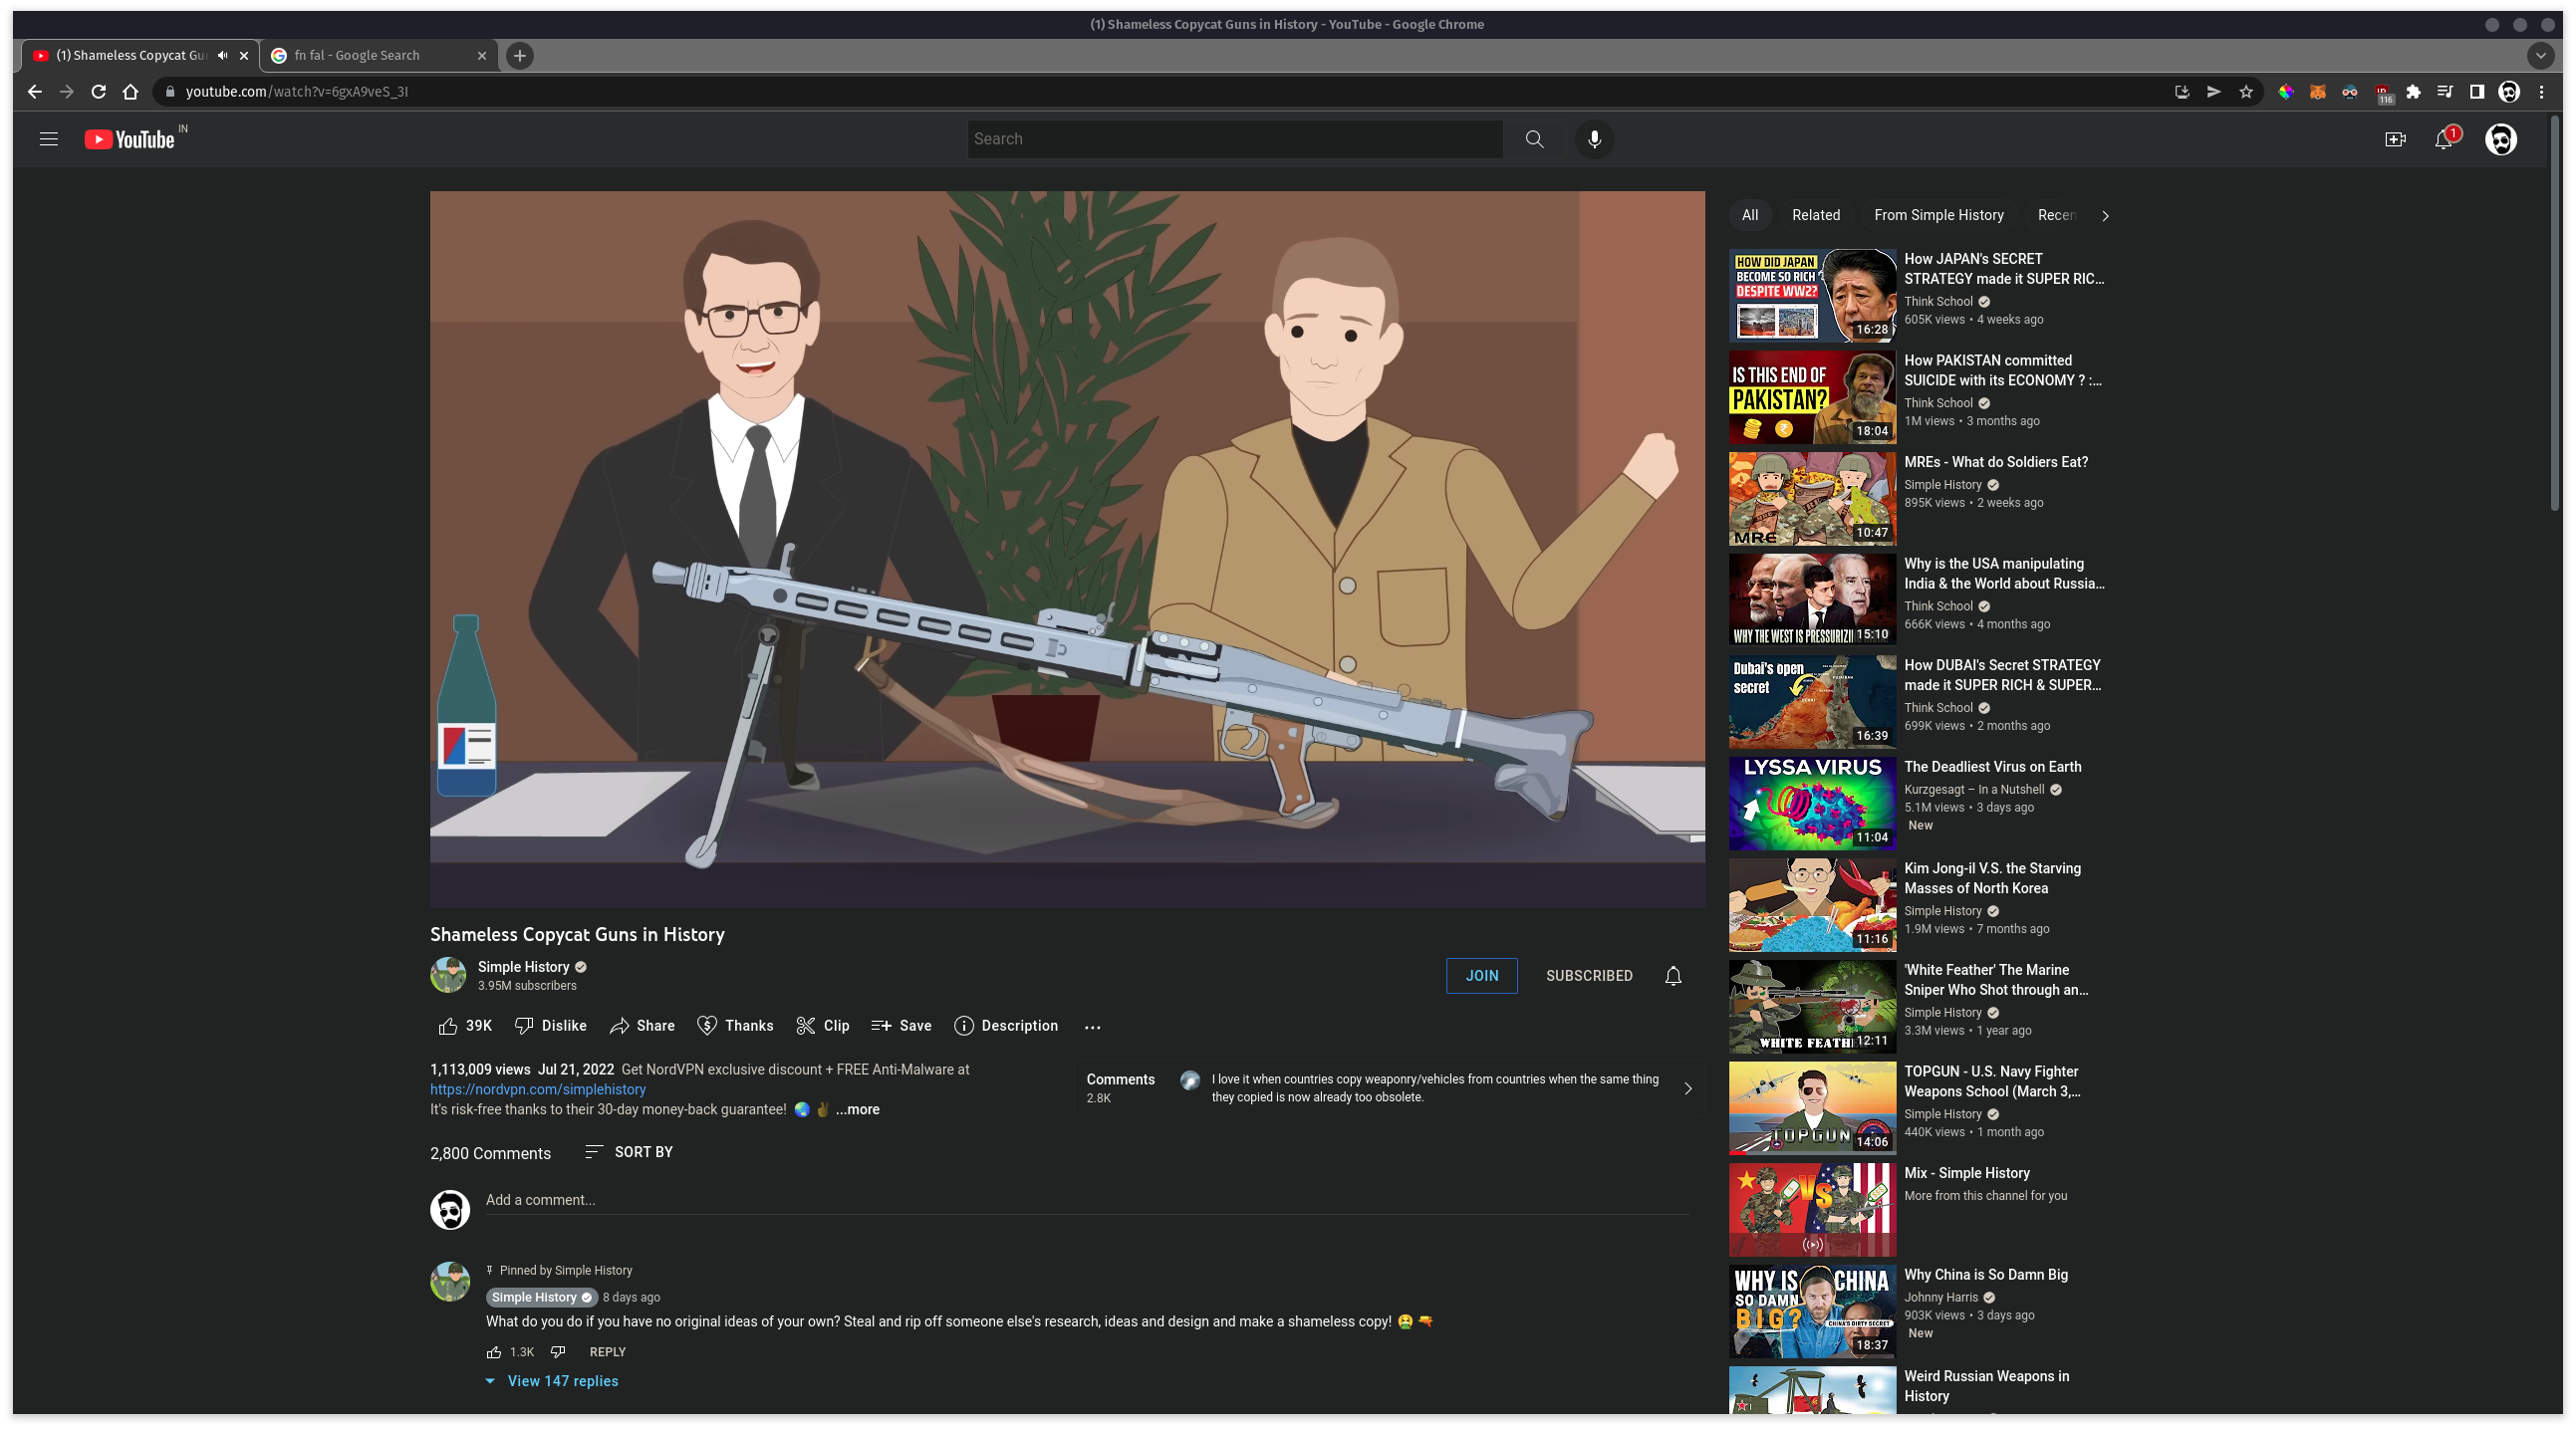 (1) Shameless Copycat Guns in History - YouTube - Google Chrome
(1) Shameless Copycat Gu
fn fal - Google Search
youtube.com/watch?v=6gxA9veS_3I
116
YouTube IN
Search
1
All
Related
From Simple History
Recen
HOW DID JAPAN
BECOME SO RICH ?
DESPITE WW2?
16:28
How JAPAN's SECRET
STRATEGY made it SUPER RIC...
Think School
605K views • 4 weeks ago
IS THIS END OF
PAKISTAN?
18:04
How PAKISTAN committed
SUICIDE with its ECONOMY ? :...
Think School
1M views • 3 months ago
MRE
10:47
MREs - What do Soldiers Eat?
Simple History
895K views • 2 weeks ago
WHY THE WEST IS PRESSURIZI
15:10
Why is the USA manipulating
India & the World about Russia...
Think School
666K views • 4 months ago
Dubai's open
secret
16:39
How DUBAI's Secret STRATEGY
made it SUPER RICH & SUPER...
Think School
699K views • 2 months ago
LYSSA VIRUS
11:04
The Deadliest Virus on Earth
Kurzgesagt – In a Nutshell
5.1M views • 3 days ago
New
11:16
Kim Jong-il V.S. the Starving
Masses of North Korea
Simple History
1.9M views • 7 months ago
WHITE FEATH
12:11
'White Feather' The Marine
Sniper Who Shot through an...
Simple History
3.3M views • 1 year ago
TOPGUN
14:06
TOPGUN - U.S. Navy Fighter
Weapons School (March 3,...
Simple History
440K views • 1 month ago
VS
Mix - Simple History
More from this channel for you
WHY IS CHINA
SO DAMN
BIG?
CHINA'S DIRTY SECRET
18:37
Why China is So Damn Big
Johnny Harris
903K views • 3 days ago
New
Weird Russian Weapons in
History
Shameless Copycat Guns in History
Simple History
3.95M subscribers
JOIN
SUBSCRIBED
39K
Dislike
Share
Thanks
Clip
Save
Description
...
1,113,009 views Jul 21, 2022 Get NordVPN exclusive discount + FREE Anti-Malware at
https://nordvpn.com/simplehistory
It's risk-free thanks to their 30-day money-back guarantee! 🌏 ✌ ...more
Comments
2.8K
I love it when countries copy weaponry/vehicles from countries when the same thing
they copied is now already too obsolete.
2,800 Comments
SORT BY
Add a comment...
Pinned by Simple History
Simple History 8 days ago
What do you do if you have no original ideas of your own? Steal and rip off someone else's research, ideas and design and make a shameless copy! 🤮 🔫
1.3K
REPLY
View 147 replies